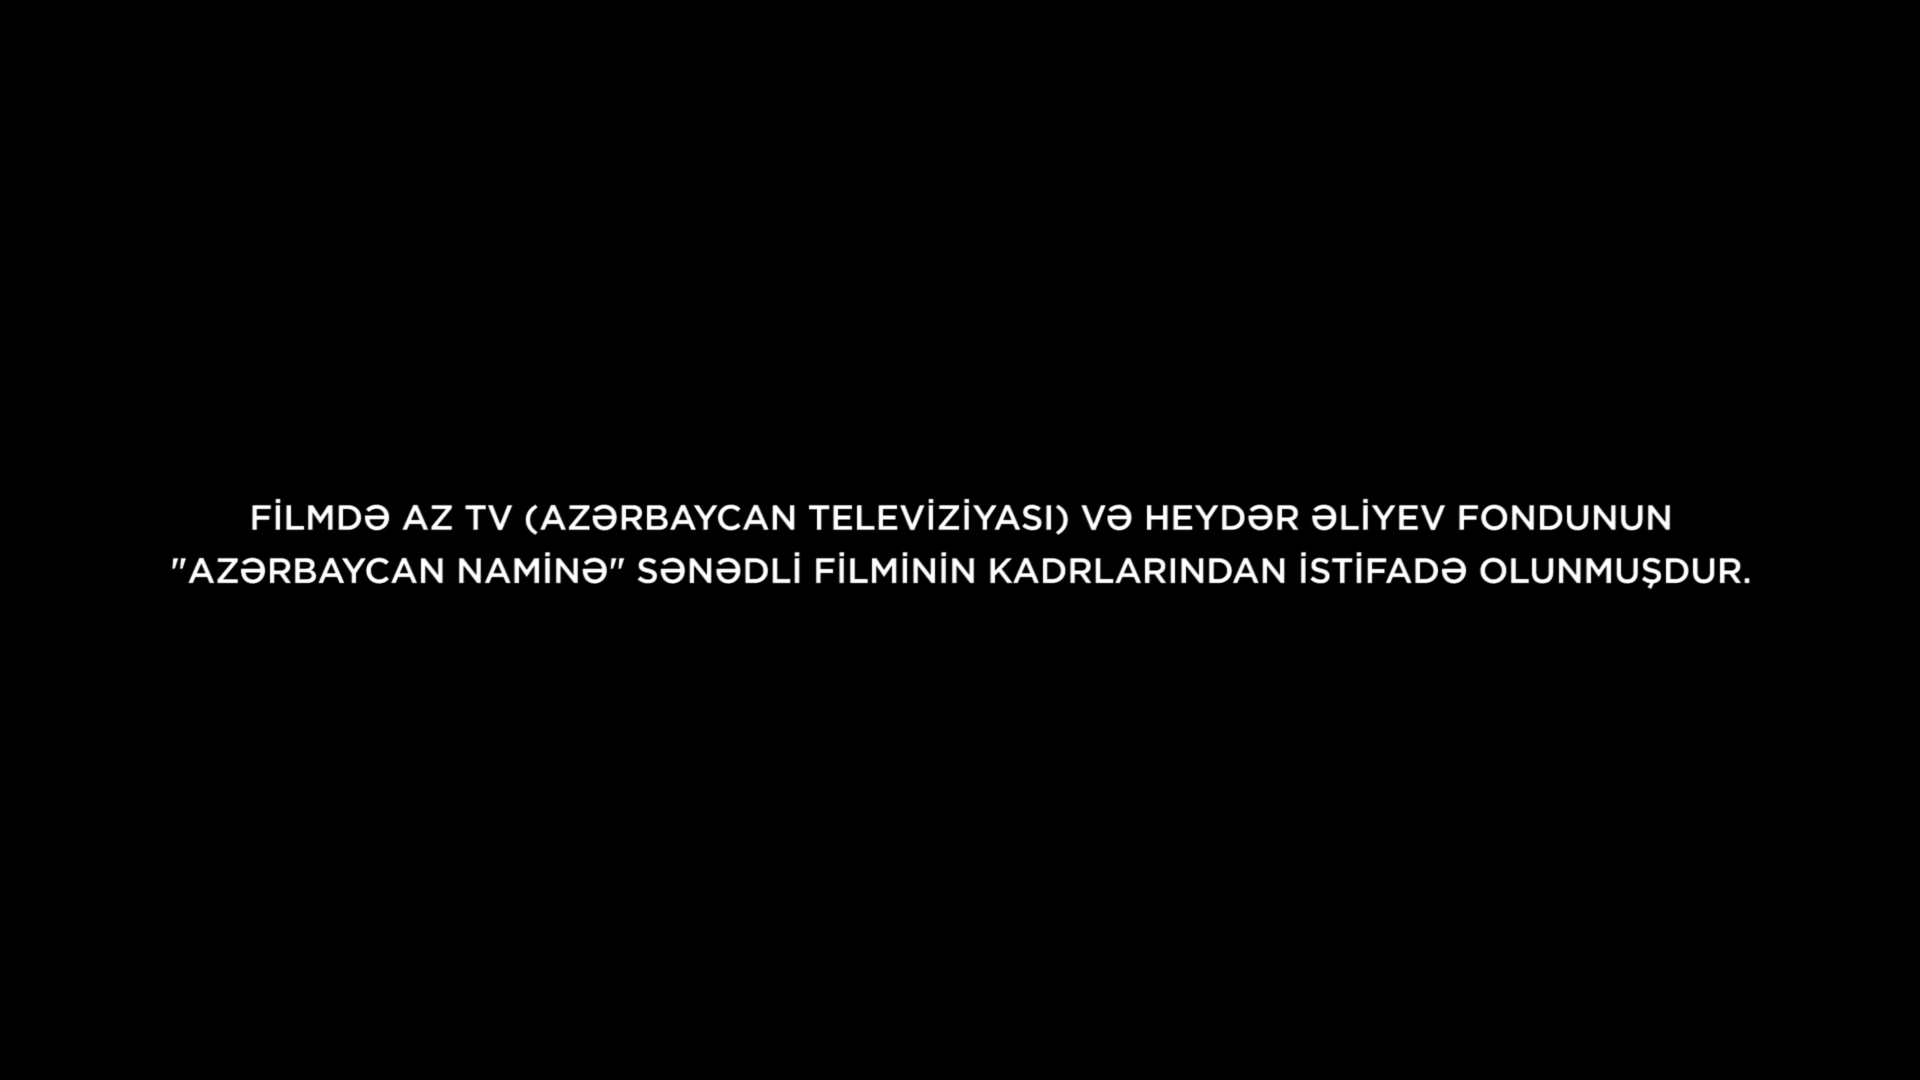 FİLMDƏ AZ TV (AZƏRBAYCAN TELEVİZİYASI) VƏ HEYDƏR ƏLİYEV FONDUNUN
"AZƏRBAYCAN NAMİNƏ" SƏNƏDLİ FİLMİNİN KADRLARINDAN İSTİFADƏ OLUNMUŞDUR.